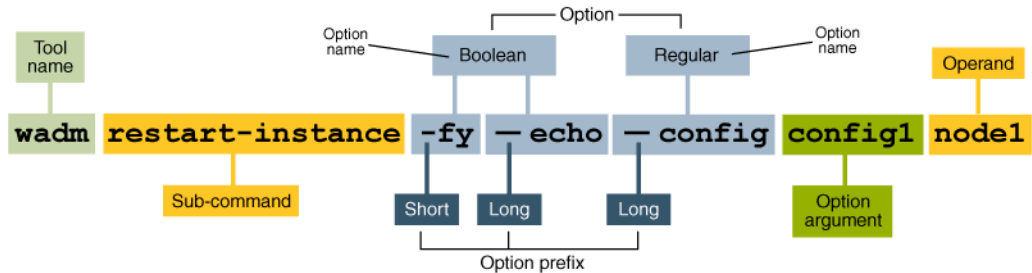 Option
Tool
name
Option
name
Boolean
Regular
Option
name
Operand
wadm restart-instance -fy —echo —config config1 node1
Sub-command
Short
Long
Long
Option
argument
Option prefix